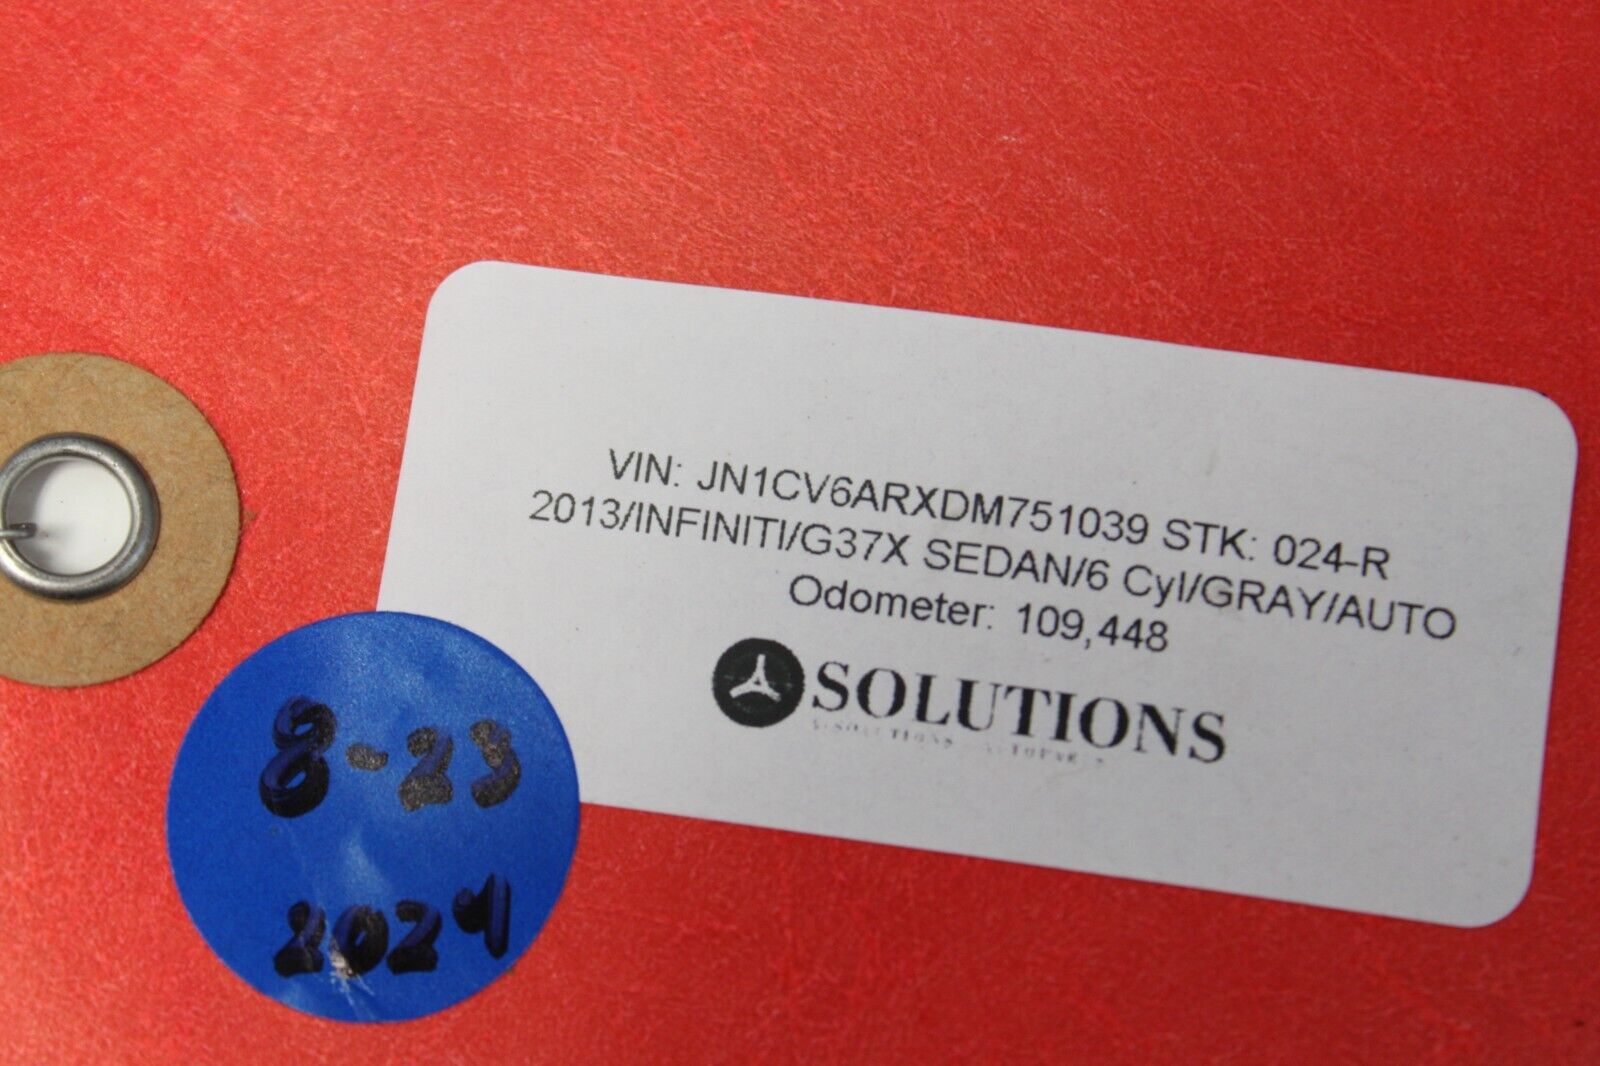 VIN: JN1CV6ARXDM751039 STK: 024-R
2013/INFINITI/G37X SEDAN/6 Cyl/GRAY/AUTO
Odometer: 109,448
SOLUTIONS
8-23
2024